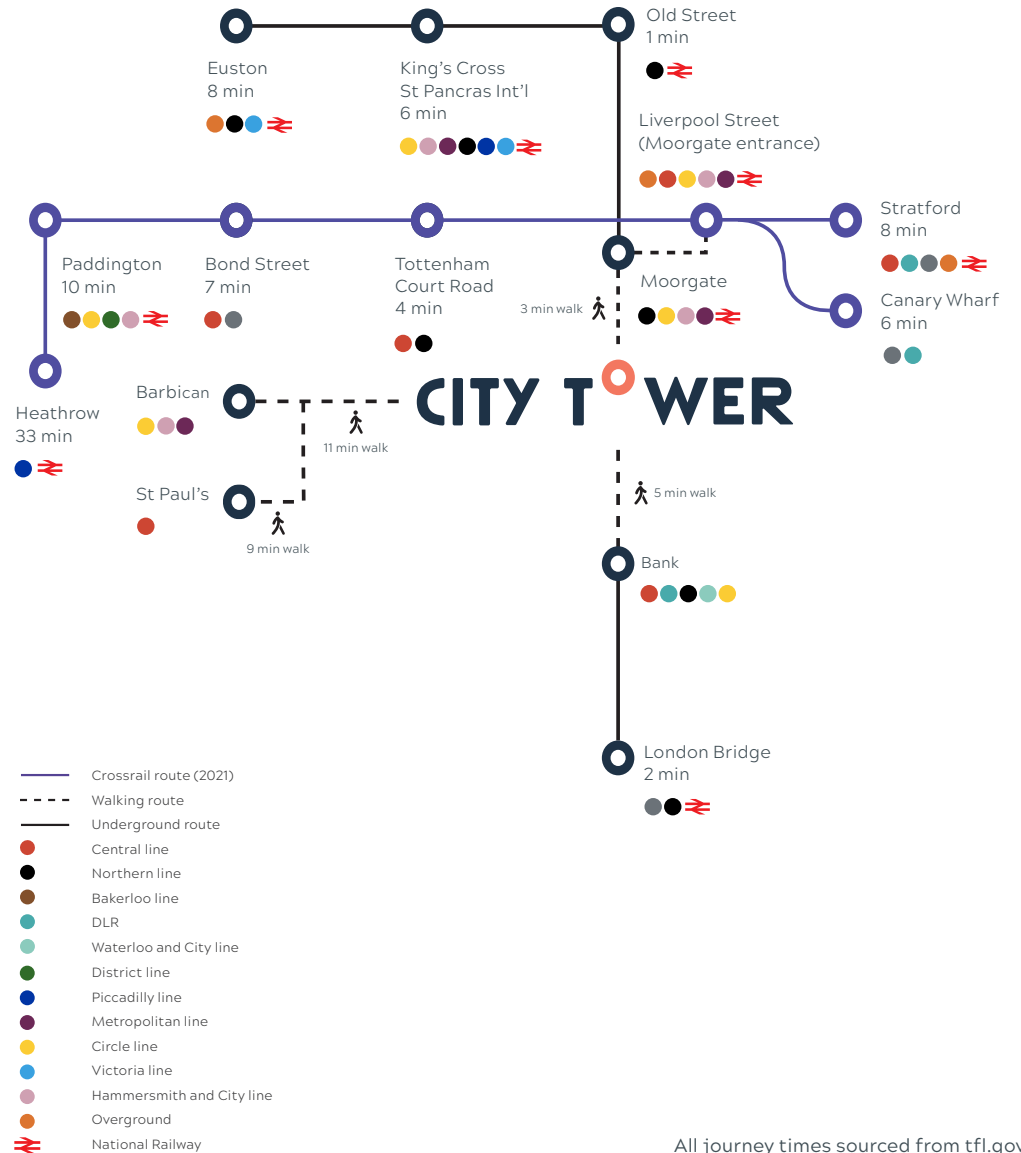 Old Street
1 min
Euston
8 min
King's Cross
St Pancras Int'l
6 min
Liverpool Street
(Moorgate entrance)
Stratford
8 min
Paddington
10 min
Bond Street
7 min
Tottenham
Court Road
4 min
Moorgate
3 min walk
Canary Wharf
6 min
CITY TOWER
Barbican
Heathrow
33 min
11 min walk
St Paul's
9 min walk
5 min walk
Bank
London Bridge
2 min
Crossrail route (2021)
Walking route
Underground route
Central line
Northern line
Bakerloo line
DLR
Waterloo and City line
District line
Piccadilly line
Metropolitan line
Circle line
Victoria line
Hammersmith and City line
Overground
National Railway
All journey times sourced from tfl.gov